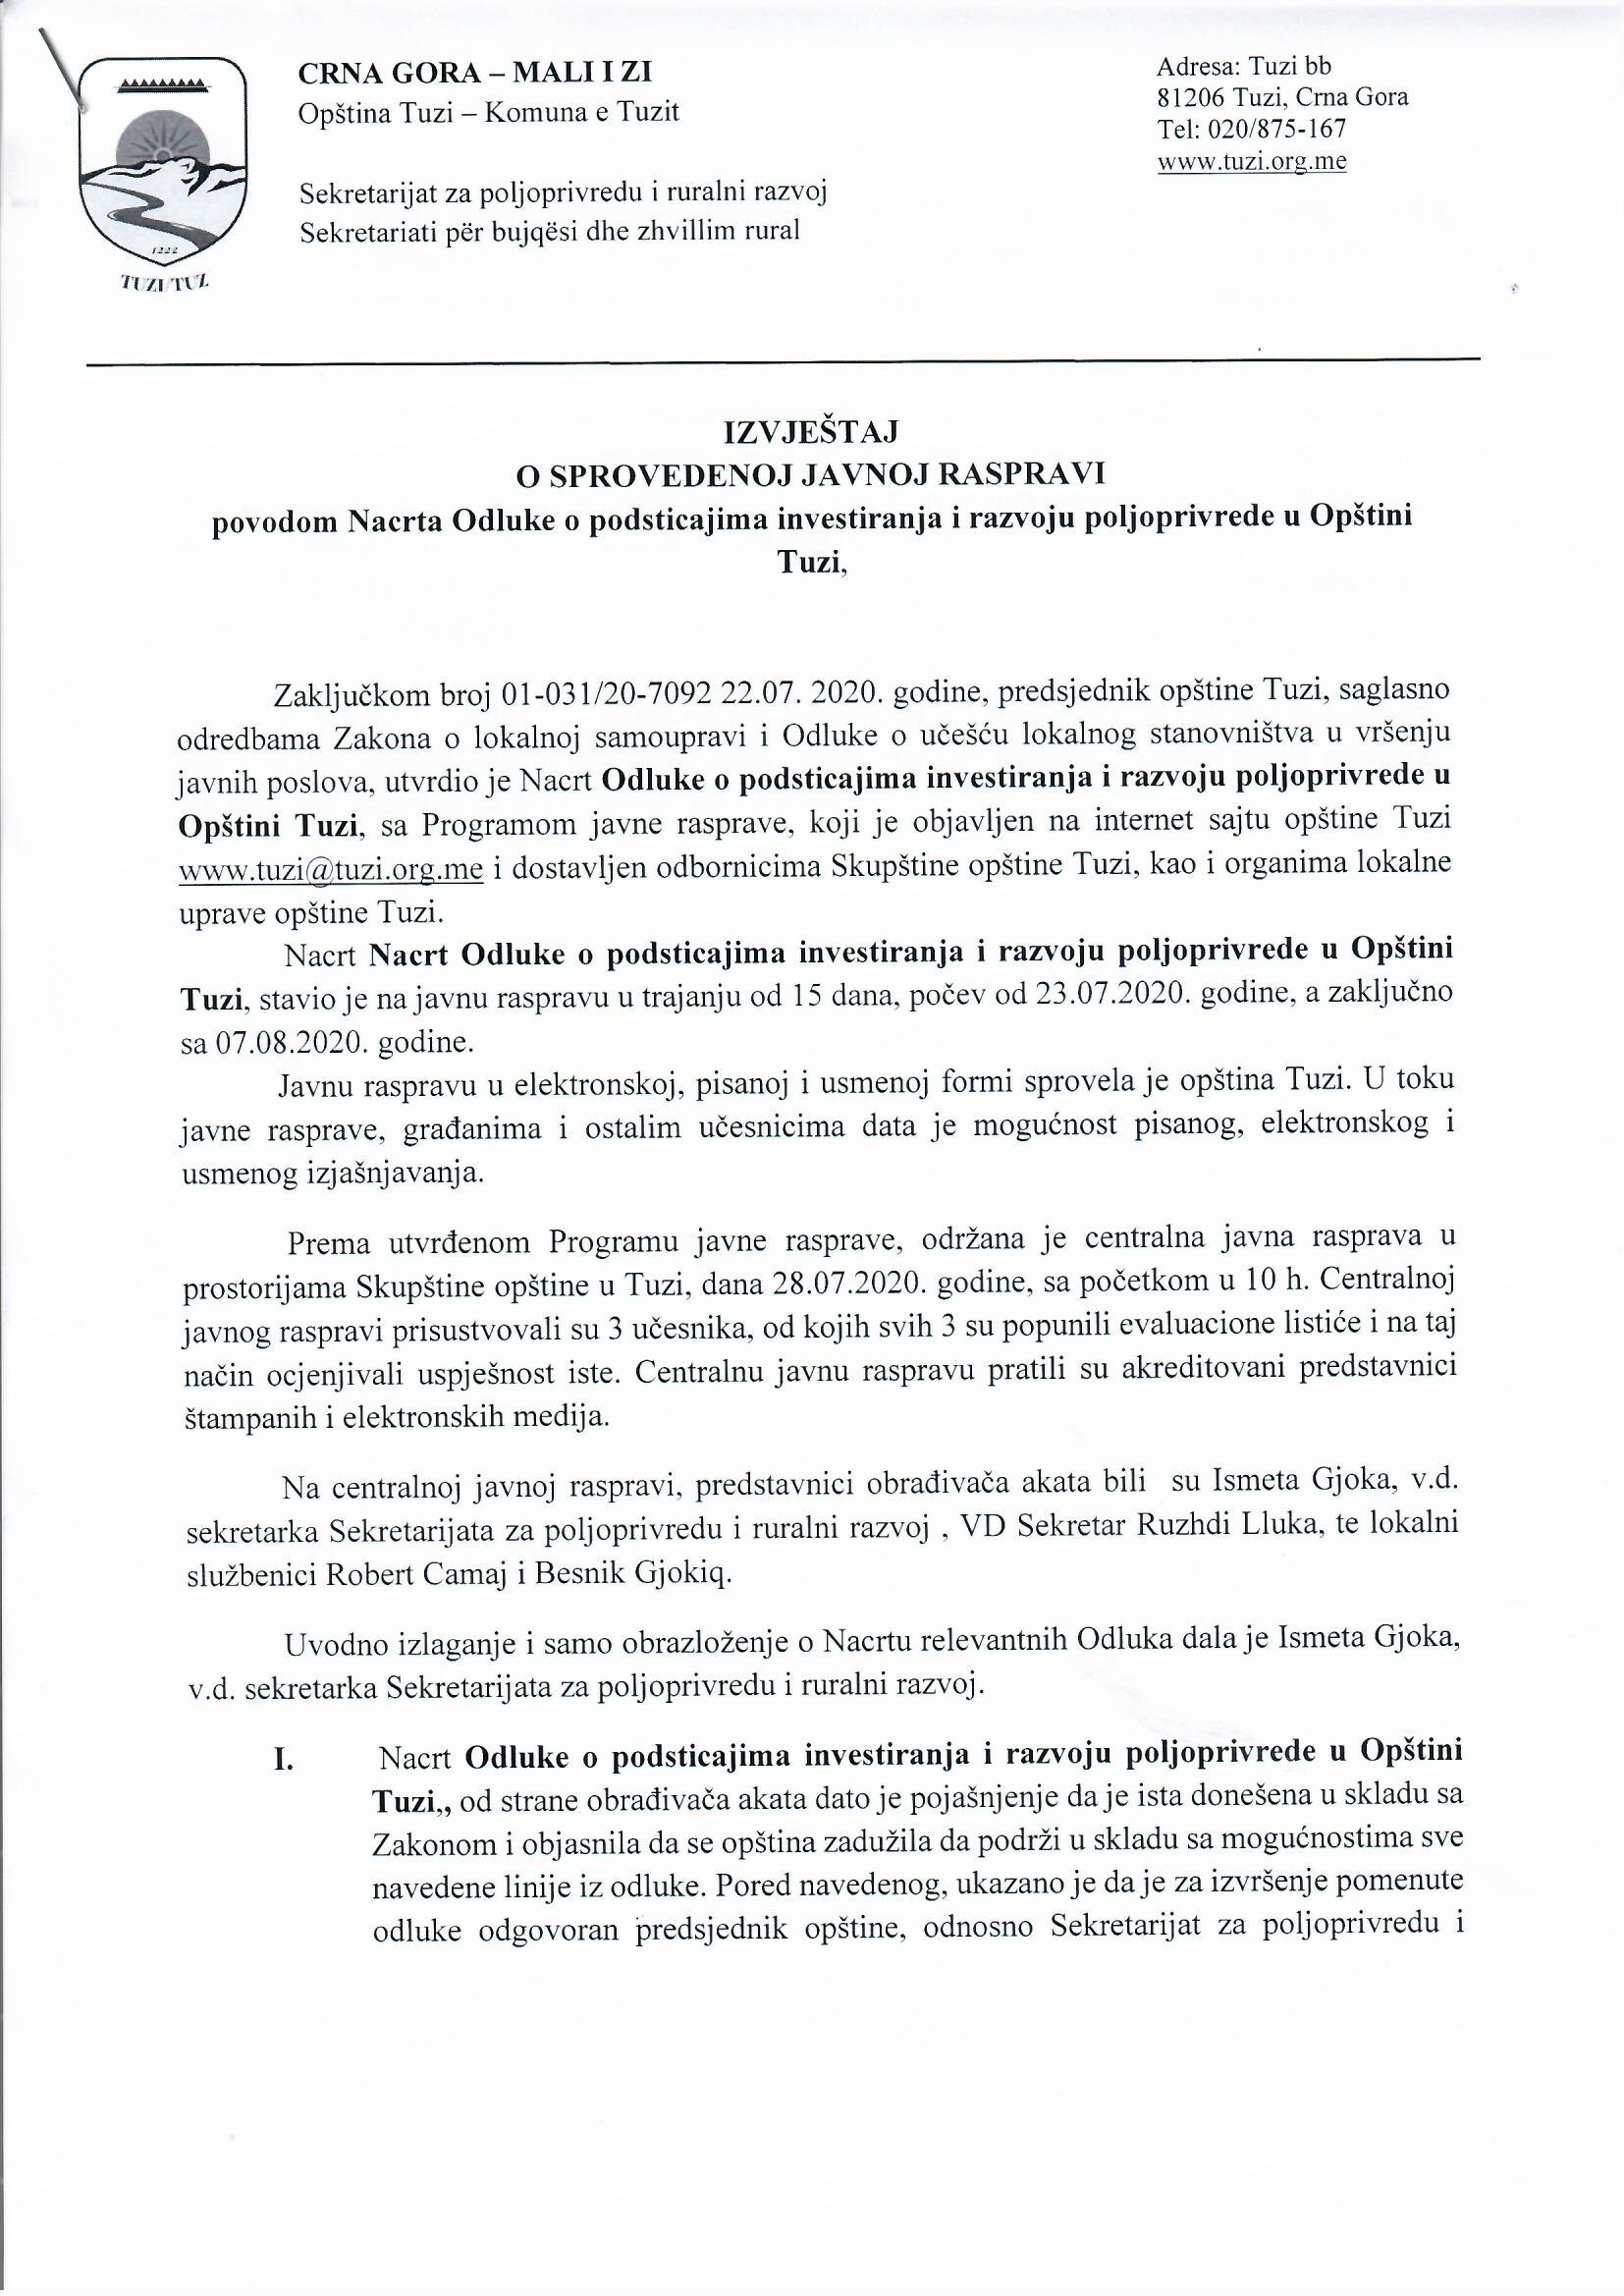 CRNA GORA – MALI I ZI
Opština Tuzi – Komuna e Tuzit
Sekretarijat za poljoprivredu i ruralni razvoj
Sekretariati për bujqësi dhe zhvillim rural
Adresa: Tuzi bb
81206 Tuzi, Crna Gora
Tel: 020/875-167
www.tuzi.org.me
1222
TUZI/TUZ
IZVJEŠTAJ
O SPROVEDENOJ JAVNOJ RASPRAVI
povodom Nacrta Odluke o podsticajima investiranja i razvoju poljoprivrede u Opštini
Tuzi,
Zaključkom broj 01-031/20-7092 22.07. 2020. godine, predsjednik opštine Tuzi, saglasno
odredbama Zakona o lokalnoj samoupravi i Odluke o učešću lokalnog stanovništva u vršenju
javnih poslova, utvrdio je Nacrt Odluke o podsticajima investiranja i razvoju poljoprivrede u
Opštini Tuzi, sa Programom javne rasprave, koji je objavljen na internet sajtu opštine Tuzi
www.tuzi@tuzi.org.me i dostavljen odbornicima Skupštine opštine Tuzi, kao i organima lokalne
uprave opštine Tuzi.
Nacrt Nacrt Odluke o podsticajima investiranja i razvoju poljoprivrede u Opštini
Tuzi, stavio je na javnu raspravu u trajanju od 15 dana, počev od 23.07.2020. godine, a zaključno
sa 07.08.2020. godine.
Javnu raspravu u elektronskoj, pisanoj i usmenoj formi sprovela je opština Tuzi. U toku
javne rasprave, građanima i ostalim učesnicima data je mogućnost pisanog, elektronskog i
usmenog izjašnjavanja.
Prema utvrđenom Programu javne rasprave, održana je centralna javna rasprava u
prostorijama Skupštine opštine u Tuzi, dana 28.07.2020. godine, sa početkom u 10 h. Centralnoj
javnog raspravi prisustvovali su 3 učesnika, od kojih svih 3 su popunili evaluacione listiće i na taj
način ocjenjivali uspješnost iste. Centralnu javnu raspravu pratili su akreditovani predstavnici
štampanih i elektronskih medija.
Na centralnoj javnoj raspravi, predstavnici obrađivača akata bili su Ismeta Gjoka, v.d.
sekretarka Sekretarijata za poljoprivredu i ruralni razvoj , VD Sekretar Ruzhdi Lluka, te lokalni
službenici Robert Camaj i Besnik Gjokiq.
Uvodno izlaganje i samo obrazloženje o Nacrtu relevantnih Odluka dala je Ismeta Gjoka,
v.d. sekretarka Sekretarijata za poljoprivredu i ruralni razvoj.
I. Nacrt Odluke o podsticajima investiranja i razvoju poljoprivrede u Opštini
Tuzi,, od strane obrađivača akata dato je pojašnjenje da je ista donešena u skladu sa
Zakonom i objasnila da se opština zadužila da podrži u skladu sa mogućnostima sve
navedene linije iz odluke. Pored navedenog, ukazano je da je za izvršenje pomenute
odluke odgovoran predsjednik opštine, odnosno Sekretarijat za poljoprivredu i